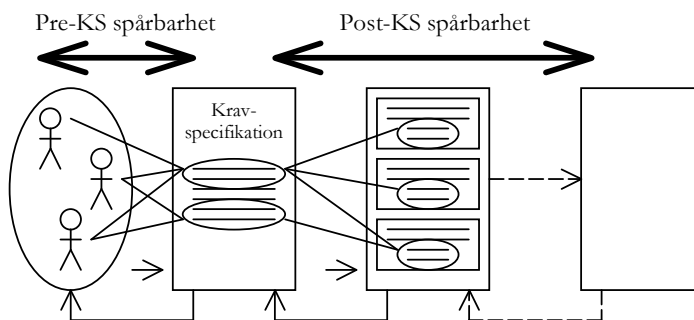 Pre-KS spårbarhet
Post-KS spårbarhet
Krav-
specifikation